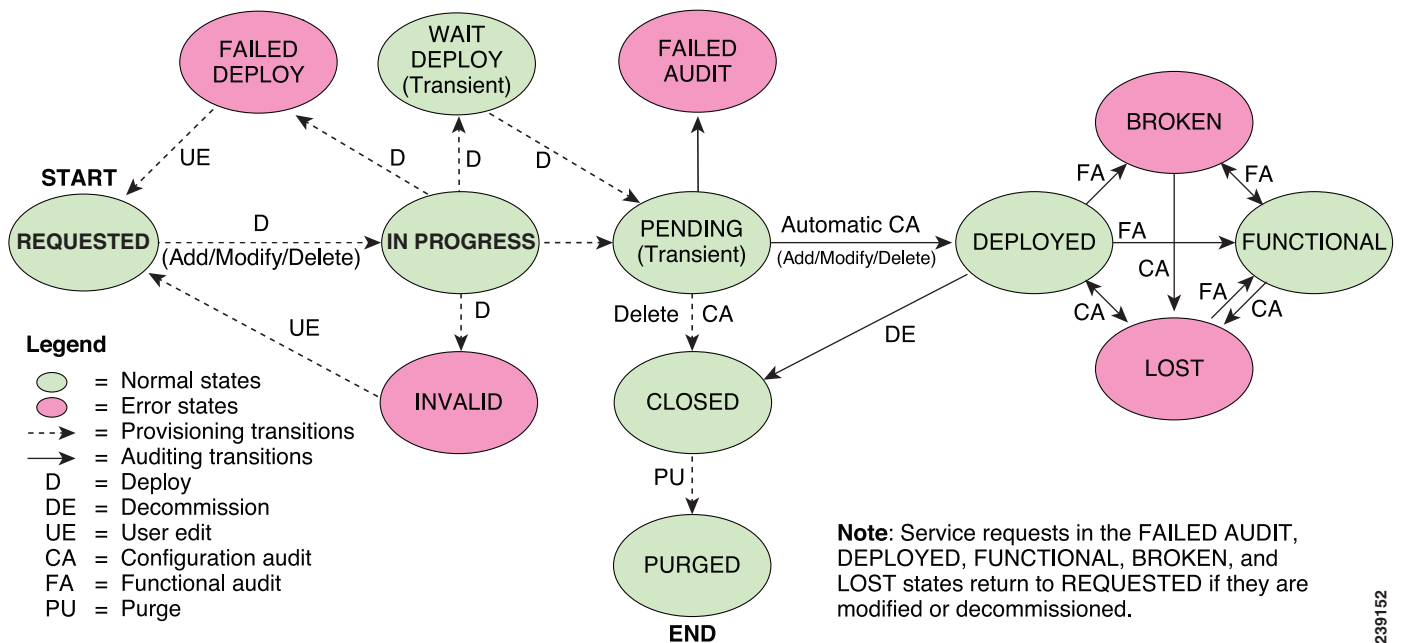 FAILED
DEPLOY
WAIT
DEPLOY
(Transient)
FAILED
AUDIT
BROKEN
UE
D
D
D
FA
FA
START
REQUESTED
D
(Add/Modify/Delete)
IN PROGRESS
PENDING
(Transient)
Automatic CA
(Add/Modify/Delete)
DEPLOYED
FA
FUNCTIONAL
CA
FA
CA
CA
UE
D
Delete
CA
DE
LOST
INVALID
CLOSED
PU
PURGED
END
Legend
= Normal states
= Error states
= Provisioning transitions
= Auditing transitions
D = Deploy
DE = Decommission
UE = User edit
CA = Configuration audit
FA = Functional audit
PU = Purge
Note: Service requests in the FAILED AUDIT,
DEPLOYED, FUNCTIONAL, BROKEN, and
LOST states return to REQUESTED if they are
modified or decommissioned.
239152